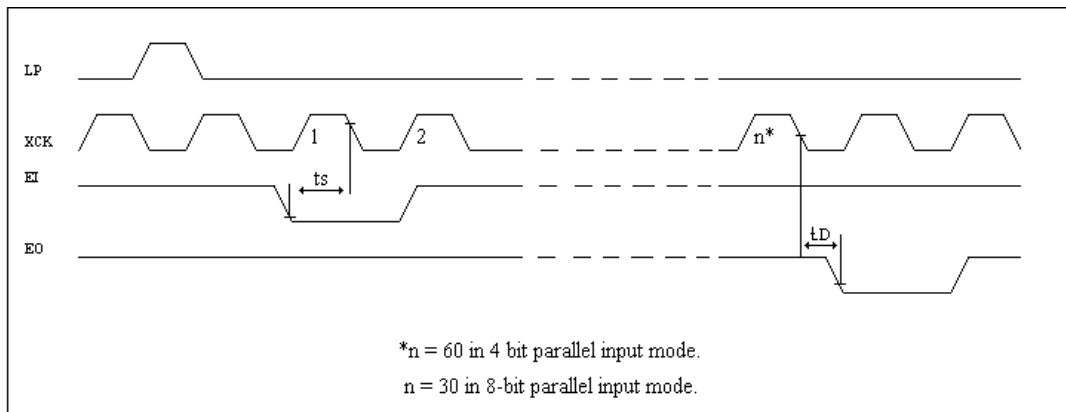 LP
XCK
1
2
n*
EI
ts
EO
tD
*n = 60 in 4 bit parallel input mode.
n = 30 in 8-bit parallel input mode.